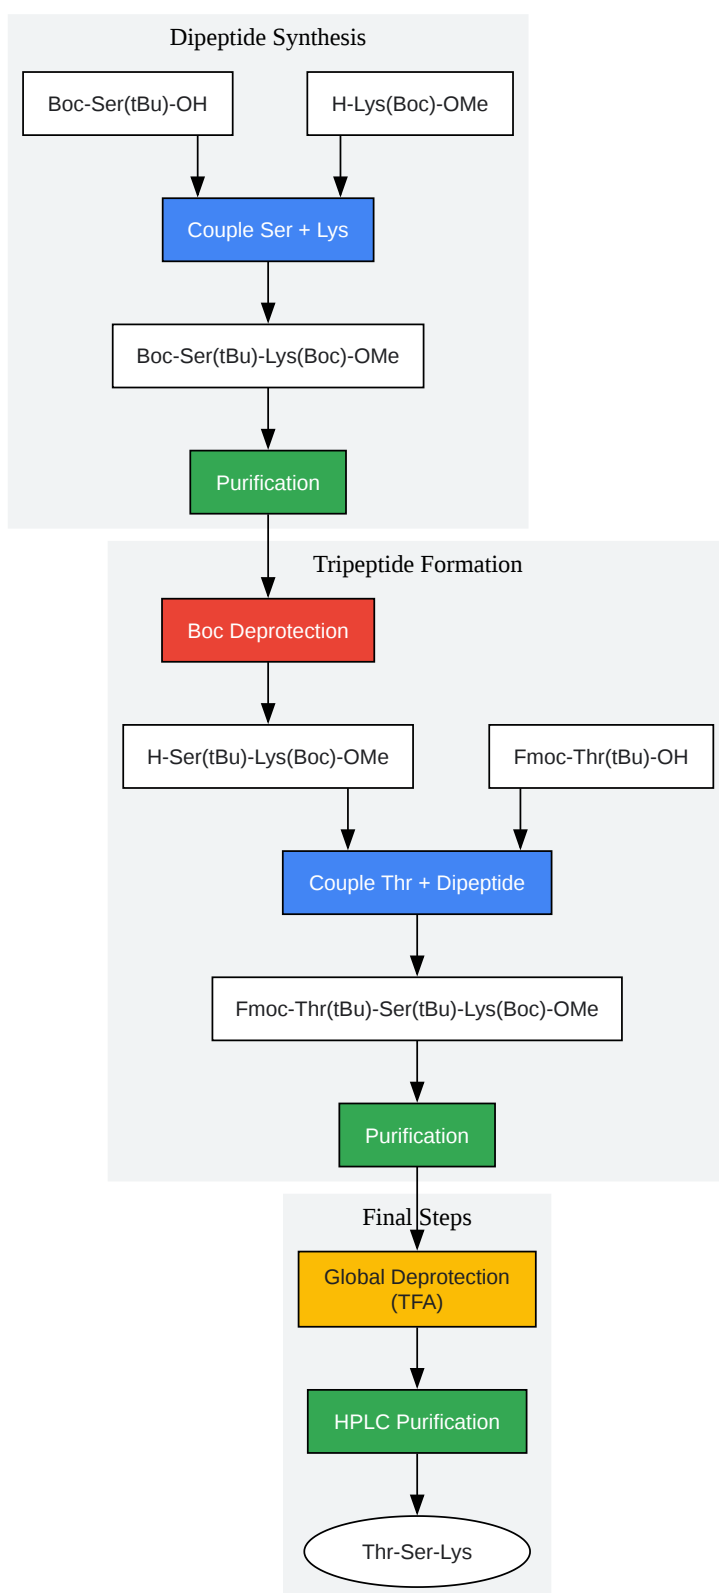 Dipeptide Synthesis
Boc-Ser(tBu)-OH
H-Lys(Boc)-OMe
Couple Ser + Lys
Boc-Ser(tBu)-Lys(Boc)-OMe
Purification
Tripeptide Formation
Boc Deprotection
H-Ser(tBu)-Lys(Boc)-OMe
Fmoc-Thr(tBu)-OH
Couple Thr + Dipeptide
Fmoc-Thr(tBu)-Ser(tBu)-Lys(Boc)-OMe
Purification
Final Steps
Global Deprotection
(TFA)
HPLC Purification
Thr-Ser-Lys